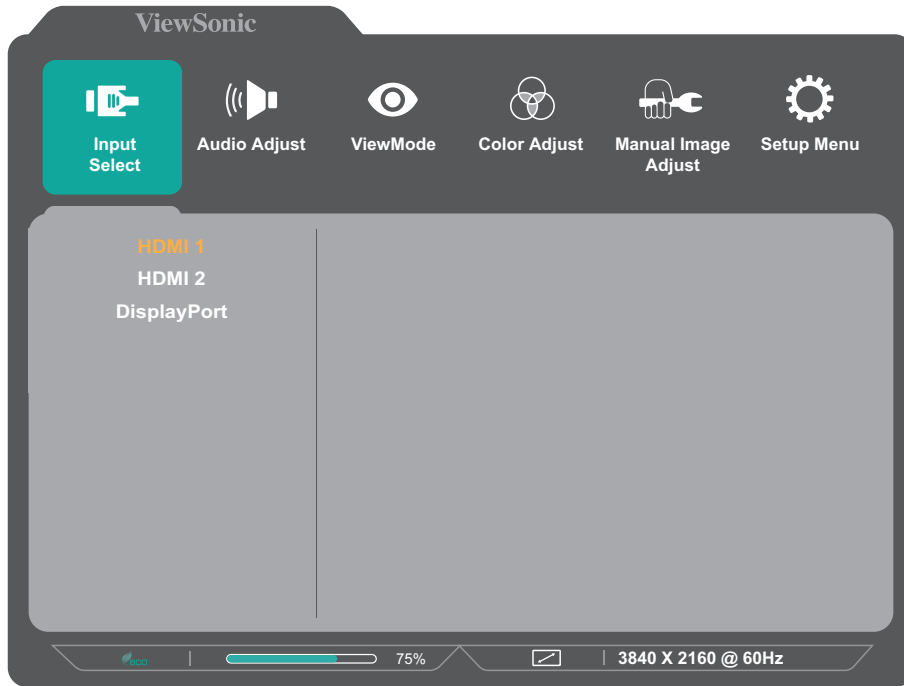 ViewSonic
Input
Select
Audio Adjust
ViewMode
Color Adjust
Manual Image
Adjust
Setup Menu
HDMI 1
HDMI 2
DisplayPort
eco
75%
3840 X 2160 @ 60Hz